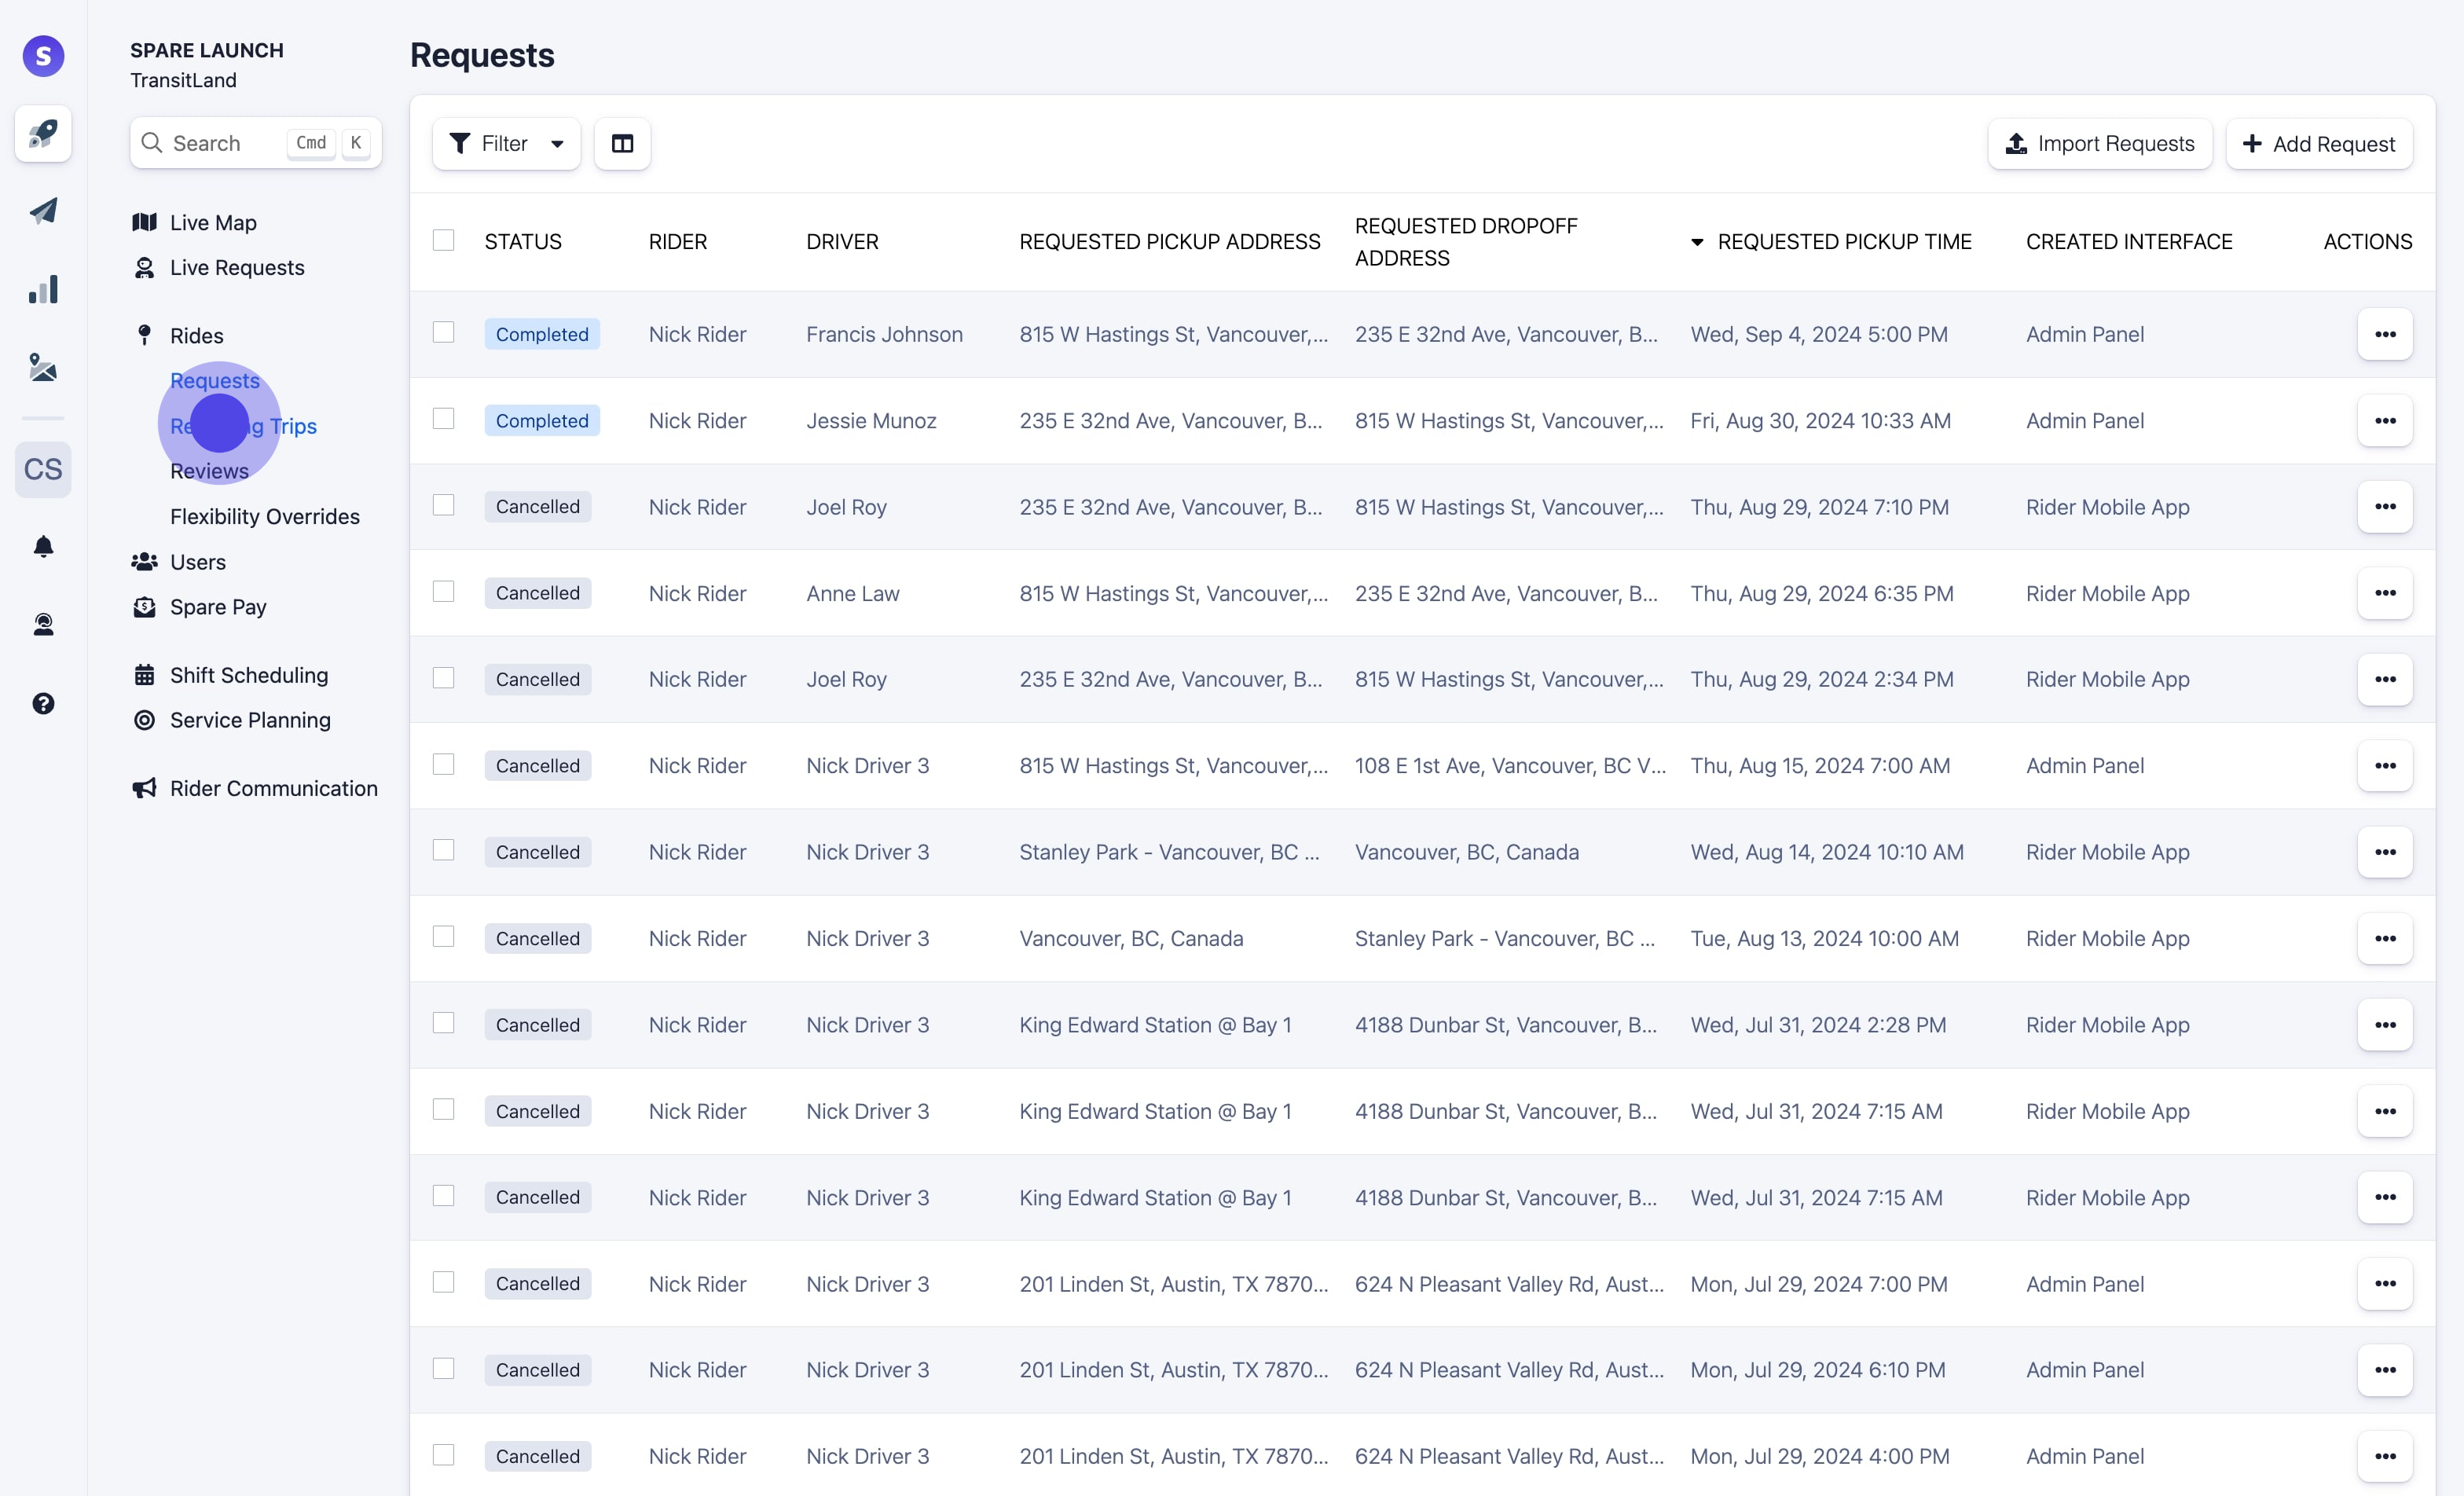 S
SPARE LAUNCH
TransitLand
Search Cmd K
Live Map
Live Requests
Rides
Requests
Trips
Reviews
Flexibility Overrides
Users
Spare Pay
Shift Scheduling
Service Planning
Rider Communication
CS
Requests
Filter
Import Requests
Add Request
STATUS RIDER DRIVER REQUESTED PICKUP ADDRESS REQUESTED DROPOFF ADDRESS REQUESTED PICKUP TIME CREATED INTERFACE ACTIONS
Completed Nick Rider Francis Johnson 815 W Hastings St, Vancouver,... 235 E 32nd Ave, Vancouver, B... Wed, Sep 4, 2024 5:00 PM Admin Panel
Completed Nick Rider Jessie Munoz 235 E 32nd Ave, Vancouver, B... 815 W Hastings St, Vancouver,... Fri, Aug 30, 2024 10:33 AM Admin Panel
Cancelled Nick Rider Joel Roy 235 E 32nd Ave, Vancouver, B... 815 W Hastings St, Vancouver,... Thu, Aug 29, 2024 7:10 PM Rider Mobile App
Cancelled Nick Rider Anne Law 815 W Hastings St, Vancouver,... 235 E 32nd Ave, Vancouver, B... Thu, Aug 29, 2024 6:35 PM Rider Mobile App
Cancelled Nick Rider Joel Roy 235 E 32nd Ave, Vancouver, B... 815 W Hastings St, Vancouver,... Thu, Aug 29, 2024 2:34 PM Rider Mobile App
Cancelled Nick Rider Nick Driver 3 815 W Hastings St, Vancouver,... 108 E 1st Ave, Vancouver, BC V... Thu, Aug 15, 2024 7:00 AM Admin Panel
Cancelled Nick Rider Nick Driver 3 Stanley Park - Vancouver, BC ... Vancouver, BC, Canada Wed, Aug 14, 2024 10:10 AM Rider Mobile App
Cancelled Nick Rider Nick Driver 3 Vancouver, BC, Canada Stanley Park - Vancouver, BC ... Tue, Aug 13, 2024 10:00 AM Rider Mobile App
Cancelled Nick Rider Nick Driver 3 King Edward Station @ Bay 1 4188 Dunbar St, Vancouver, B... Wed, Jul 31, 2024 2:28 PM Rider Mobile App
Cancelled Nick Rider Nick Driver 3 King Edward Station @ Bay 1 4188 Dunbar St, Vancouver, B... Wed, Jul 31, 2024 7:15 AM Rider Mobile App
Cancelled Nick Rider Nick Driver 3 King Edward Station @ Bay 1 4188 Dunbar St, Vancouver, B... Wed, Jul 31, 2024 7:15 AM Rider Mobile App
Cancelled Nick Rider Nick Driver 3 201 Linden St, Austin, TX 7870... 624 N Pleasant Valley Rd, Aust... Mon, Jul 29, 2024 7:00 PM Admin Panel
Cancelled Nick Rider Nick Driver 3 201 Linden St, Austin, TX 7870... 624 N Pleasant Valley Rd, Aust... Mon, Jul 29, 2024 6:10 PM Admin Panel
Cancelled Nick Rider Nick Driver 3 201 Linden St, Austin, TX 7870... 624 N Pleasant Valley Rd, Aust... Mon, Jul 29, 2024 4:00 PM Admin Panel